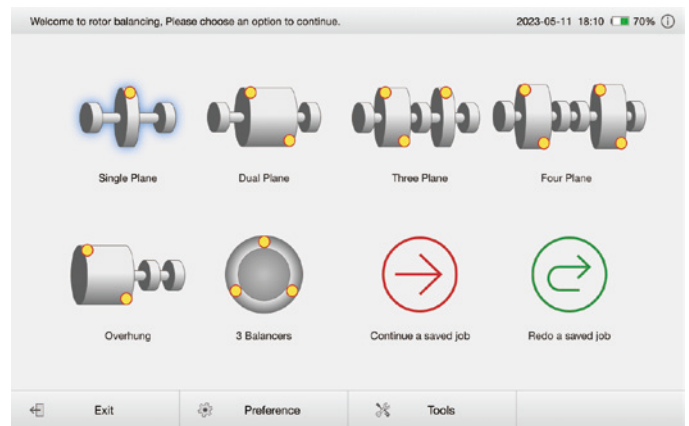 Welcome to rotor balancing, Please choose an option to continue.
2023-05-11 18:10 70%
Single Plane
Dual Plane
Three Plane
Four Plane
Overhung
3 Balancers
Continue a saved job
Redo a saved job
Exit
Preference
Tools